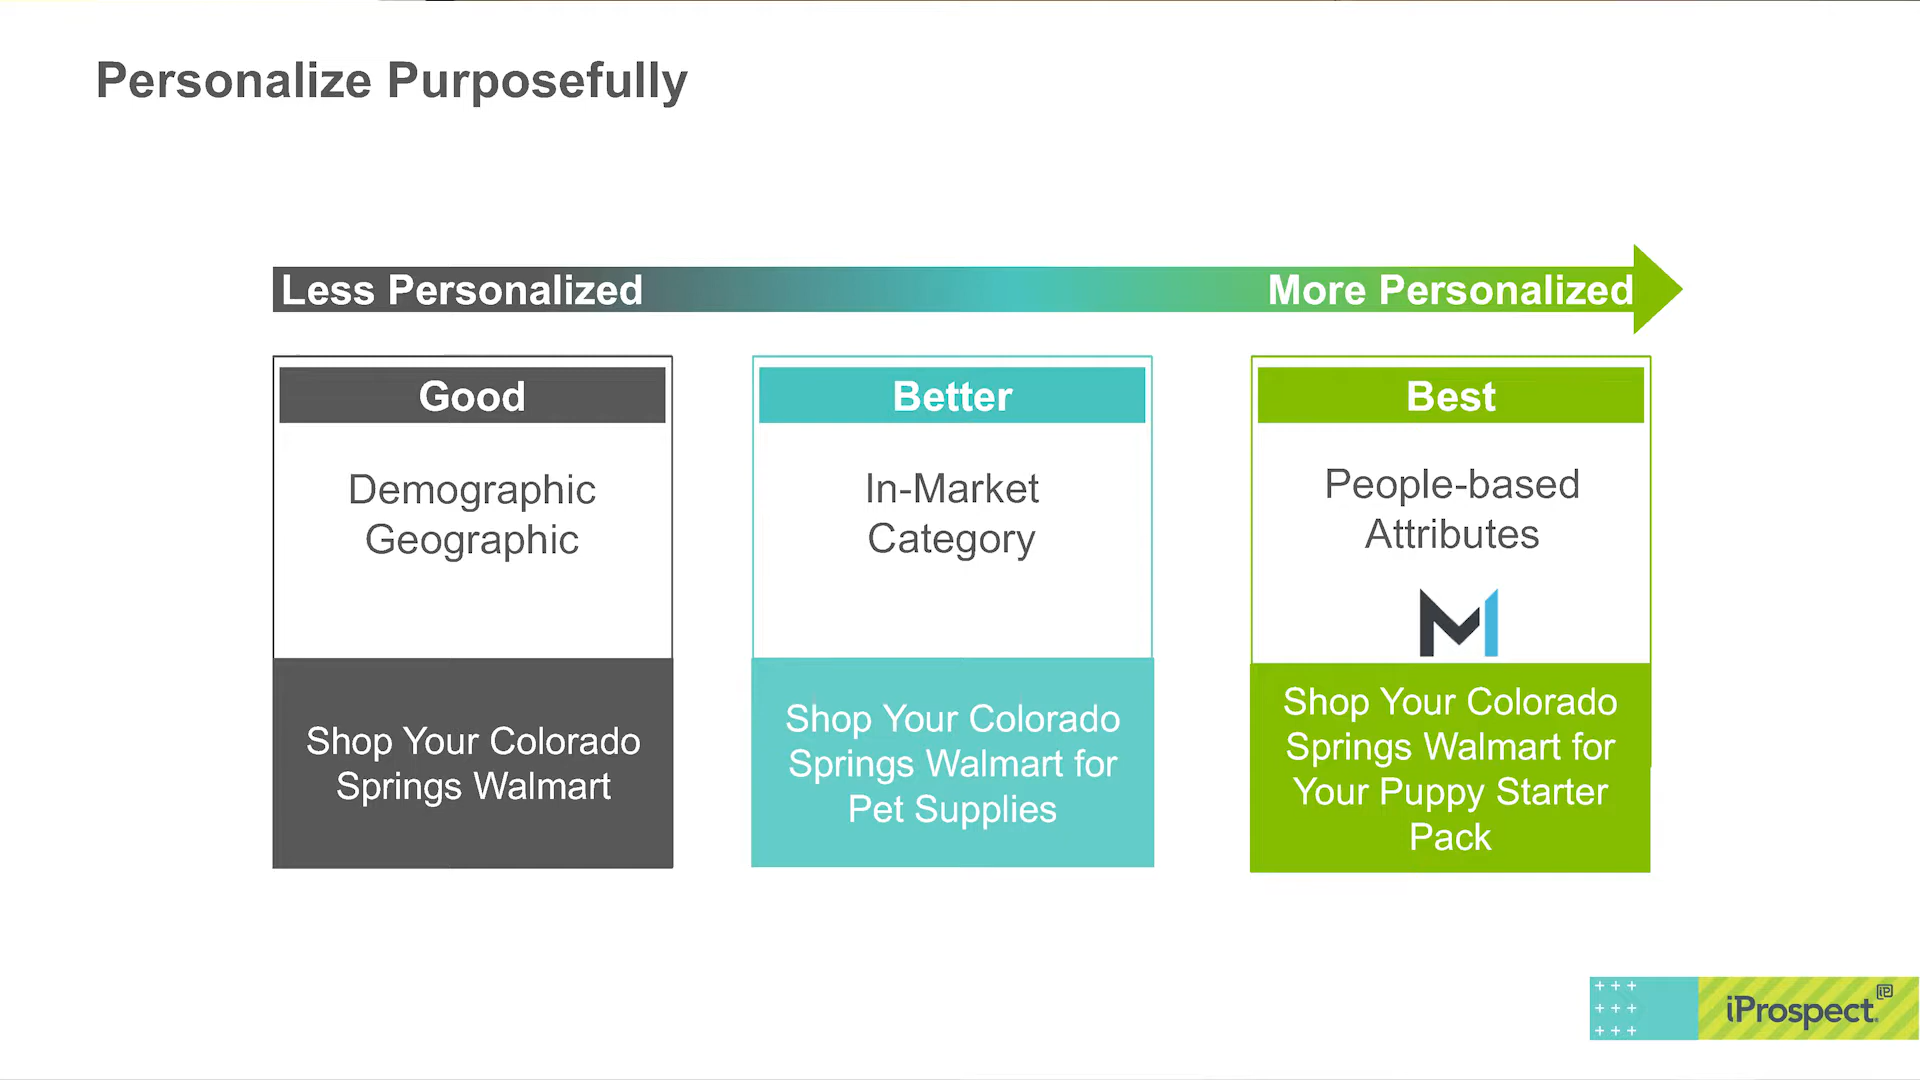 Personalize Purposefully
Less Personalized
More Personalized
Good
Demographic
Geographic
Shop Your Colorado
Springs Walmart
Better
In-Market
Category
Shop Your Colorado
Springs Walmart for
Pet Supplies
Best
People-based
Attributes
M1
Shop Your Colorado
Springs Walmart for
Your Puppy Starter
Pack
iProspect.
iP